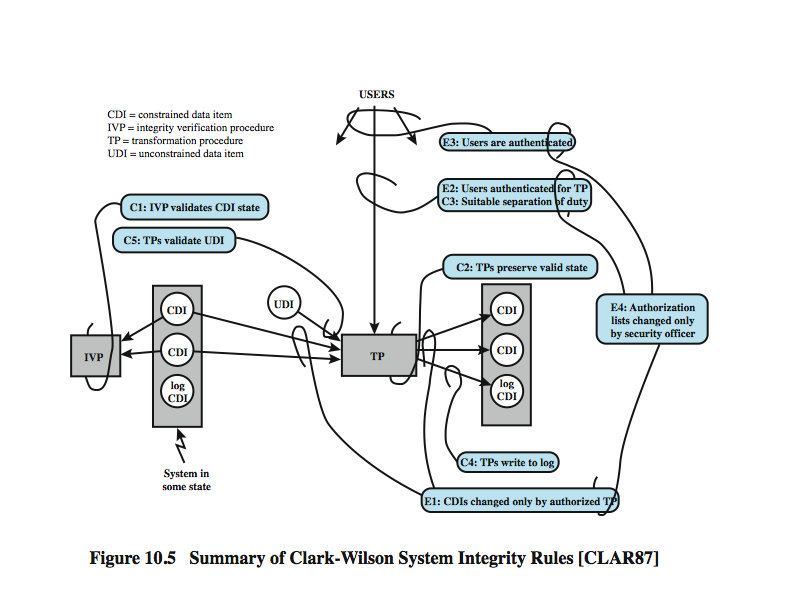 USERS
CDI = constrained data item
IVP = integrity verification procedure
TP = transformation procedure
UDI = unconstrained data item
E3: Users are authenticated
E2: Users authenticated for TP
C3: Suitable separation of duty
C1: IVP validates CDI state
C5: TPs validate UDI
C2: TPs preserve valid state
CDI
UDI
CDI
E4: Authorization
lists changed only
by security officer
IVP
CDI
TP
CDI
log
CDI
log
CDI
System in
some state
C4: TPs write to log
E1: CDIs changed only by authorized TP
Figure 10.5 Summary of Clark-Wilson System Integrity Rules [CLAR87]